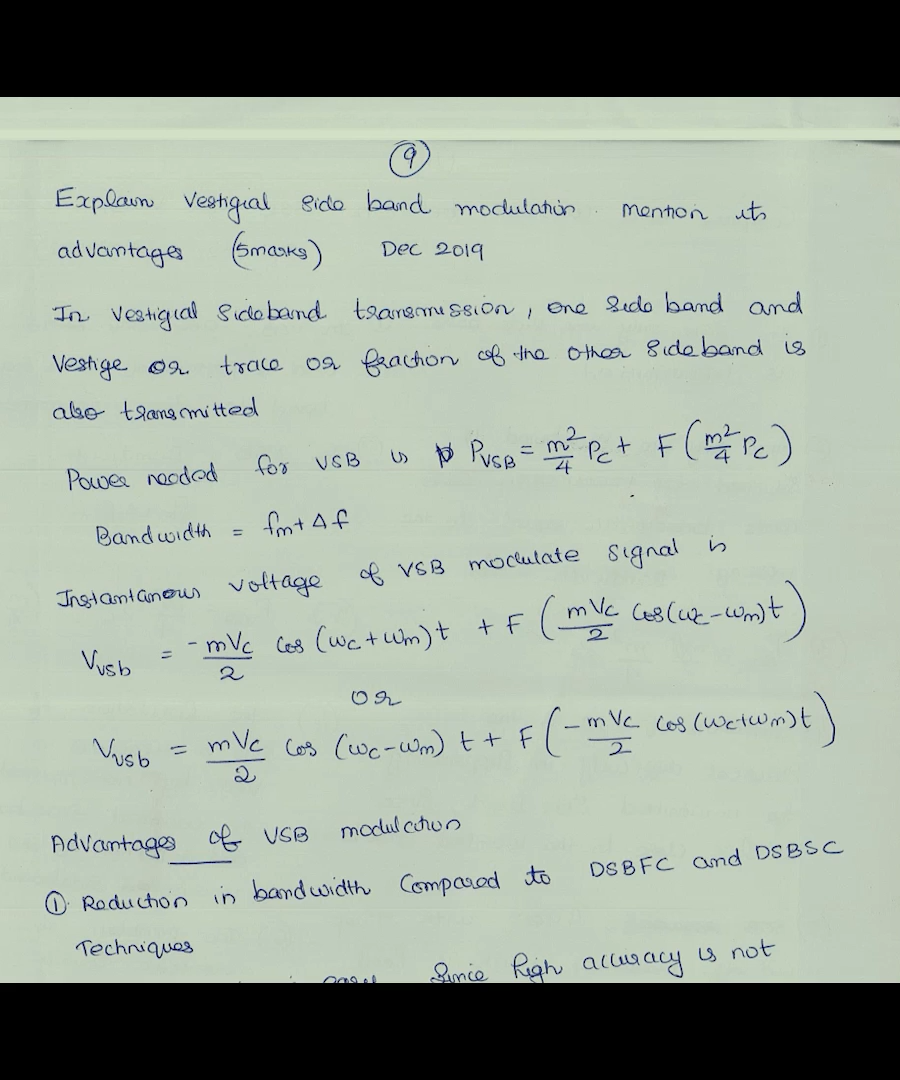 9
Explain Vestigial Side band modulation. mention its
advantages (5marks) Dec 2019
In Vestigial Sideband transmission, one Side band and
Vestige or trace or fraction of the other Sideband is
also transmitted
Power needed for VSB is P_VSB = m²/4 Pc + F (m²/4 Pc)
Bandwidth = fm + Δf
Instantaneous voltage of VSB modulate signal is
Vvsb = -mVc/2 Cos (ωc + ωm) t + F (mVc/2 Cos(ωc - ωm) t)
or
Vvsb = mVc/2 Cos (ωc - ωm) t + F (-mVc/2 Cos (ωc + ωm) t)
Advantages of VSB modulation
① Reduction in bandwidth Compared to DSBFC and DSBSC
Techniques
easy Since high accuracy is not